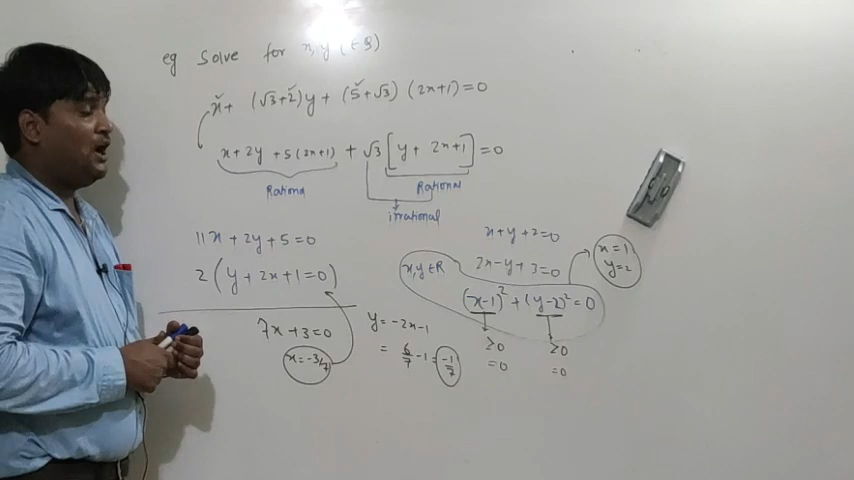 eg Solve for x, y (∈ Q)
x + (√3+2)y + (5+√3) (2x+1) = 0
x + 2y + 5(2x+1) + √3 [y + 2x+1] = 0
Rational
Rational
irrational
11x + 2y + 5 = 0
2(y + 2x + 1 = 0)
7x + 3 = 0
x = -3/7
y = -2x-1
= 6/7 -1 = -1/7
x + y + 2 = 0
2x - y + 3 = 0
x, y ∈ R
(x-1)² + (y-2)² = 0
≥0 ≥0
=0 =0
x = 1,
y = 2